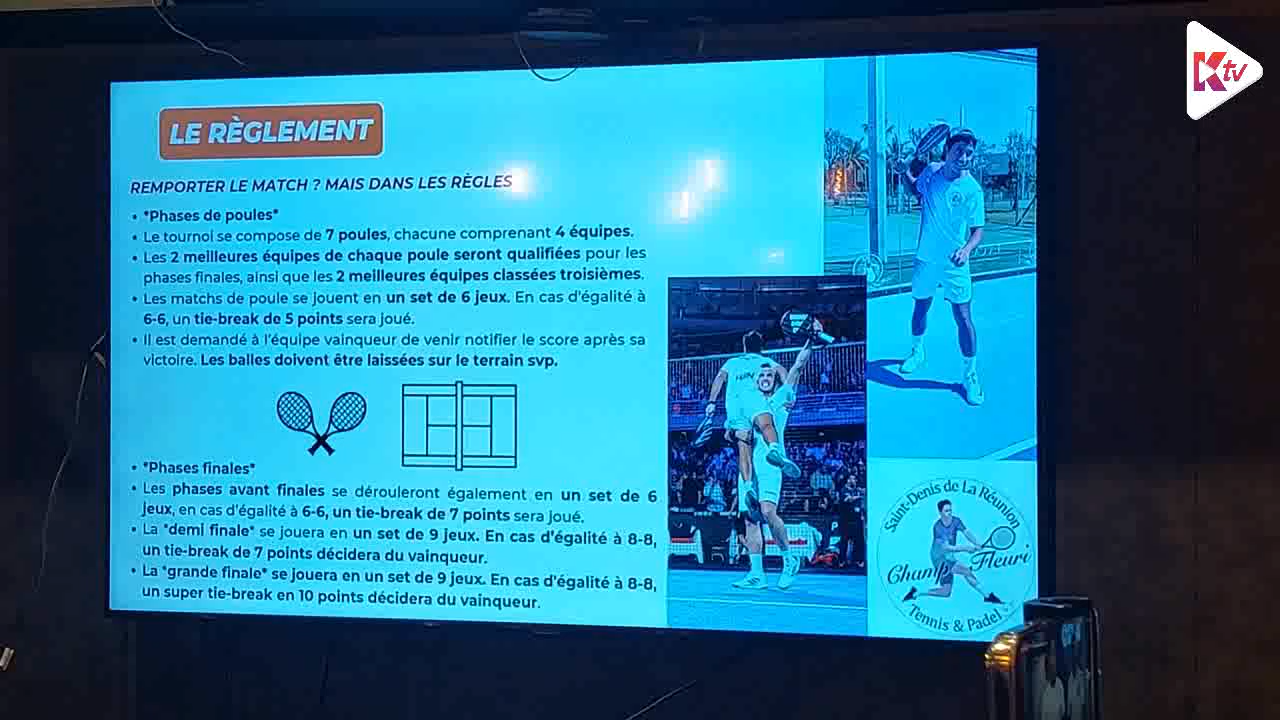 Ktv
LE RÈGLEMENT
REMPORTER LE MATCH ? MAIS DANS LES RÈGLES
• *Phases de poules*
• Le tournoi se compose de 7 poules, chacune comprenant 4 équipes.
• Les 2 meilleures équipes de chaque poule seront qualifiées pour les
phases finales, ainsi que les 2 meilleures équipes classées troisièmes.
• Les matchs de poule se jouent en un set de 6 jeux. En cas d'égalité à
6-6, un tie-break de 5 points sera joué.
• Il est demandé à l'équipe vainqueur de venir notifier le score après sa
victoire. Les balles doivent être laissées sur le terrain svp.
• *Phases finales*
• Les phases avant finales se dérouleront également en un set de 6
jeux, en cas d'égalité à 6-6, un tie-break de 7 points sera joué.
• La *demi finale* se jouera en un set de 9 jeux. En cas d'égalité à 8-8,
un tie-break de 7 points décidera du vainqueur.
• La *grande finale* se jouera en un set de 9 jeux. En cas d'égalité à 8-8,
un super tie-break en 10 points décidera du vainqueur.
Saint-Denis de La Réunion
Champ Fleuri
Tennis & Padel